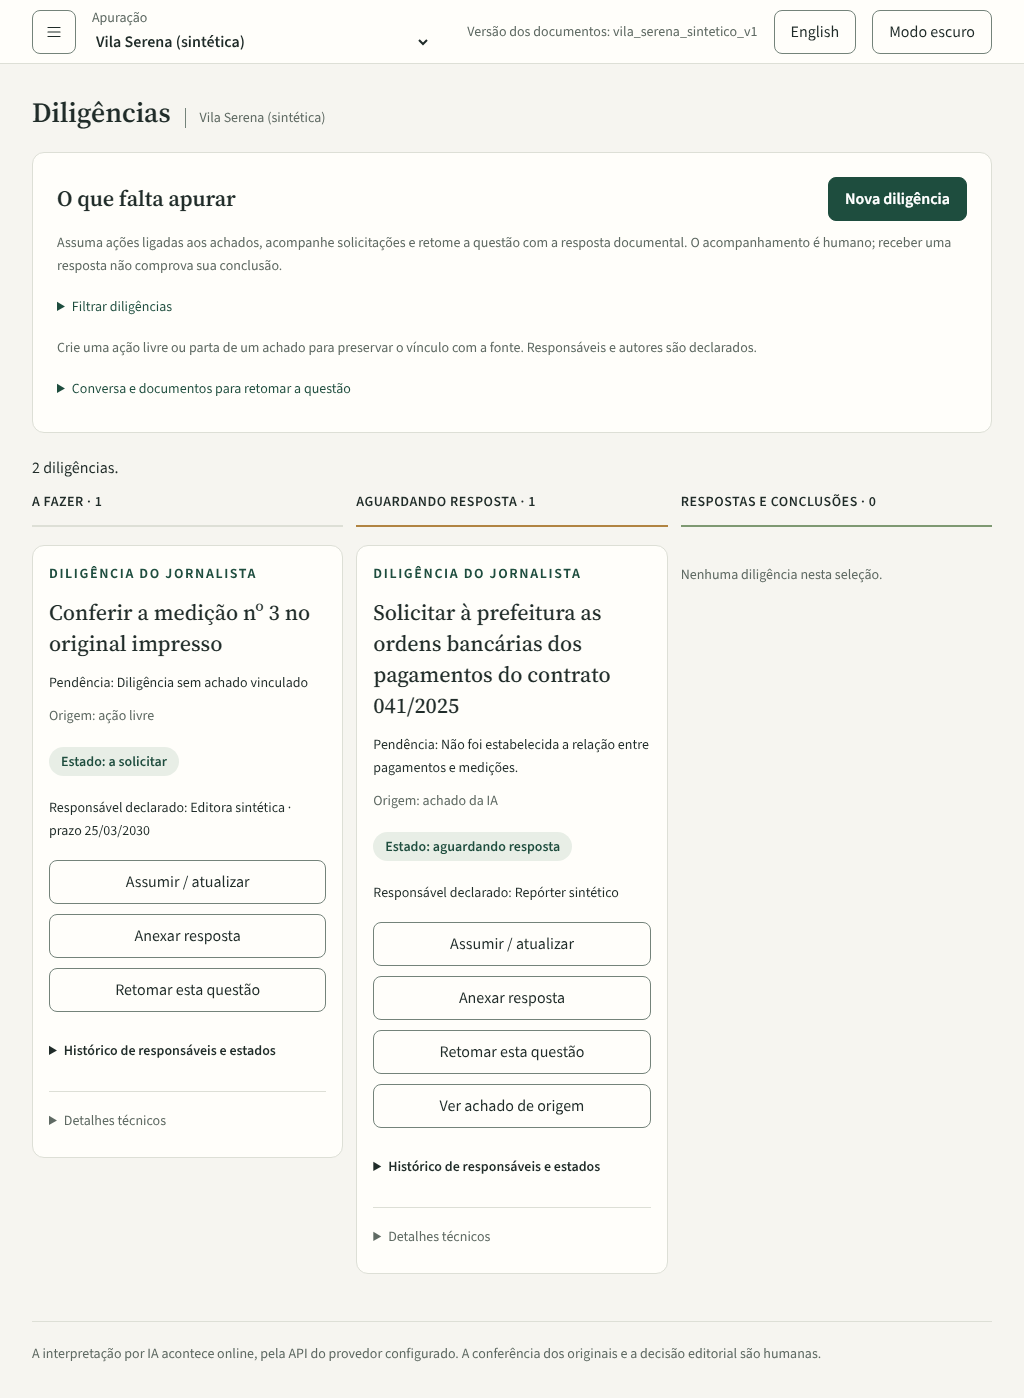 Apuração
Vila Serena (sintética)
Versão dos documentos: vila_serena_sintetico_v1
English
Modo escuro
Diligências
Vila Serena (sintética)
O que falta apurar
Nova diligência
Assuma ações ligadas aos achados, acompanhe solicitações e retome a questão com a resposta documental. O acompanhamento é humano; receber uma
resposta não comprova sua conclusão.
Filtrar diligências
Crie uma ação livre ou parta de um achado para preservar o vínculo com a fonte. Responsáveis e autores são declarados.
Conversa e documentos para retomar a questão
2 diligências.
A FAZER · 1
DILIGÊNCIA DO JORNALISTA
Conferir a medição nº 3 no
original impresso
Pendência: Diligência sem achado vinculado
Origem: ação livre
Estado: a solicitar
Responsável declarado: Editora sintética ·
prazo 25/03/2030
Assumir / atualizar
Anexar resposta
Retomar esta questão
Histórico de responsáveis e estados
Detalhes técnicos
AGUARDANDO RESPOSTA · 1
DILIGÊNCIA DO JORNALISTA
Solicitar à prefeitura as
ordens bancárias dos
pagamentos do contrato
041/2025
Pendência: Não foi estabelecida a relação entre
pagamentos e medições.
Origem: achado da IA
Estado: aguardando resposta
Responsável declarado: Repórter sintético
Assumir / atualizar
Anexar resposta
Retomar esta questão
Ver achado de origem
Histórico de responsáveis e estados
Detalhes técnicos
RESPOSTAS E CONCLUSÕES · 0
Nenhuma diligência nesta seleção.
A interpretação por IA acontece online, pela API do provedor configurado. A conferência dos originais e a decisão editorial são humanas.